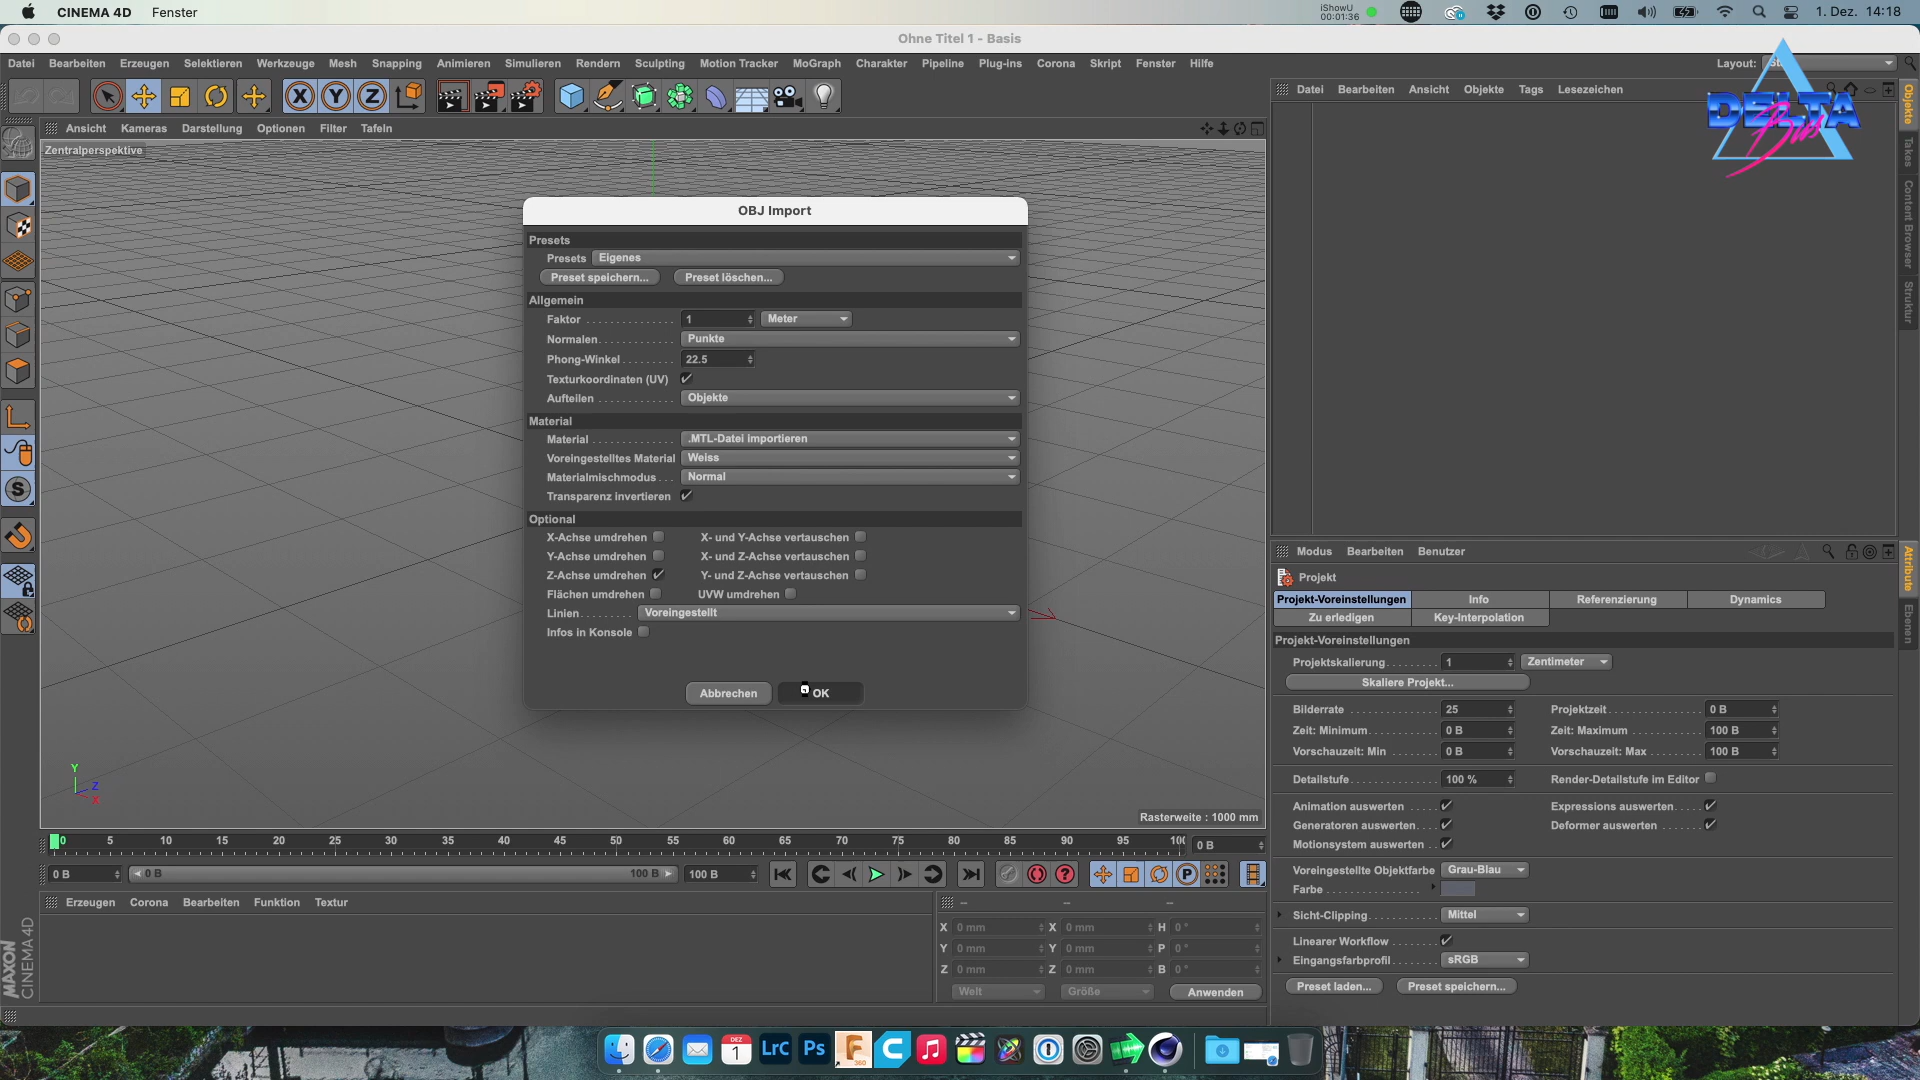 CINEMA 4D Fenster
iShowU
00:01:36
1. Dez. 14:18
Ohne Titel 1 - Basis
Datei Bearbeiten Erzeugen Selektieren Werkzeuge Mesh Snapping Animieren Simulieren Rendern Sculpting Motion Tracker MoGraph Charakter Pipeline Plug-ins Corona Skript Fenster Hilfe
Layout:
X Y Z
Datei Bearbeiten Ansicht Objekte Tags Lesezeichen
DELTA
Bus
Objekte
Takes
Content Browser
Struktur
Ansicht Kameras Darstellung Optionen Filter Tafeln
Zentralperspektive
OBJ Import
Presets
Presets Eigenes
Preset speichern... Preset löschen...
Allgemein
Faktor 1 Meter
Normalen Punkte
Phong-Winkel 22.5
Texturkoordinaten (UV)
Aufteilen Objekte
Material
Material .MTL-Datei importieren
Voreingestelltes Material Weiss
Materialmischmodus Normal
Transparenz invertieren
Optional
X-Achse umdrehen X- und Y-Achse vertauschen
Y-Achse umdrehen X- und Z-Achse vertauschen
Z-Achse umdrehen Y- und Z-Achse vertauschen
Flächen umdrehen UVW umdrehen
Linien Voreingestellt
Infos in Konsole
Abbrechen OK
S
Y
Z
X
Rasterweite : 1000 mm
Modus Bearbeiten Benutzer
Attribute
Ebenen
Projekt
Projekt-Voreinstellungen Info Referenzierung Dynamics
Zu erledigen Key-Interpolation
Projekt-Voreinstellungen
Projektskalierung 1 Zentimeter
Skaliere Projekt...
Bilderrate 25 Projektzeit 0 B
Zeit: Minimum 0 B Zeit: Maximum 100 B
Vorschauzeit: Min 0 B Vorschauzeit: Max 100 B
Detailstufe 100 % Render-Detailstufe im Editor
Animation auswerten Expressions auswerten
Generatoren auswerten Deformer auswerten
Motionsystem auswerten
Voreingestellte Objektfarbe Grau-Blau
Farbe
Sicht-Clipping Mittel
Linearer Workflow
Eingangsfarbprofil sRGB
Preset laden... Preset speichern...
0 5 10 15 20 25 30 35 40 45 50 55 60 65 70 75 80 85 90 95 100 0 B
0 B 0 B 100 B 100 B
P
Erzeugen Corona Bearbeiten Funktion Textur
-- -- --
X 0 mm X 0 mm H 0 °
Y 0 mm Y 0 mm P 0 °
Z 0 mm Z 0 mm B 0 °
Welt Größe Anwenden
MAXON
CINEMA 4D
DEZ
1
LrC
Ps
F
360